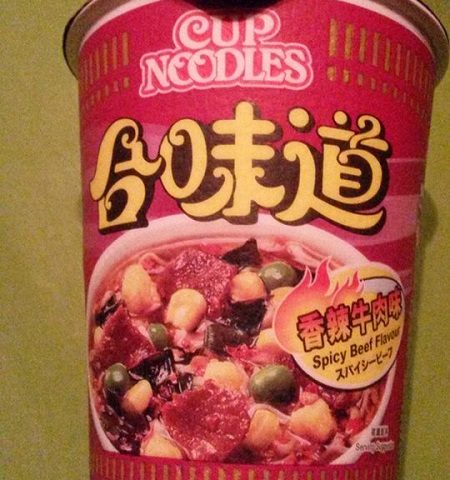 CUP
NOODLES
合味道
香辣牛肉味
Spicy Beef Flavour
スパイシービーフ